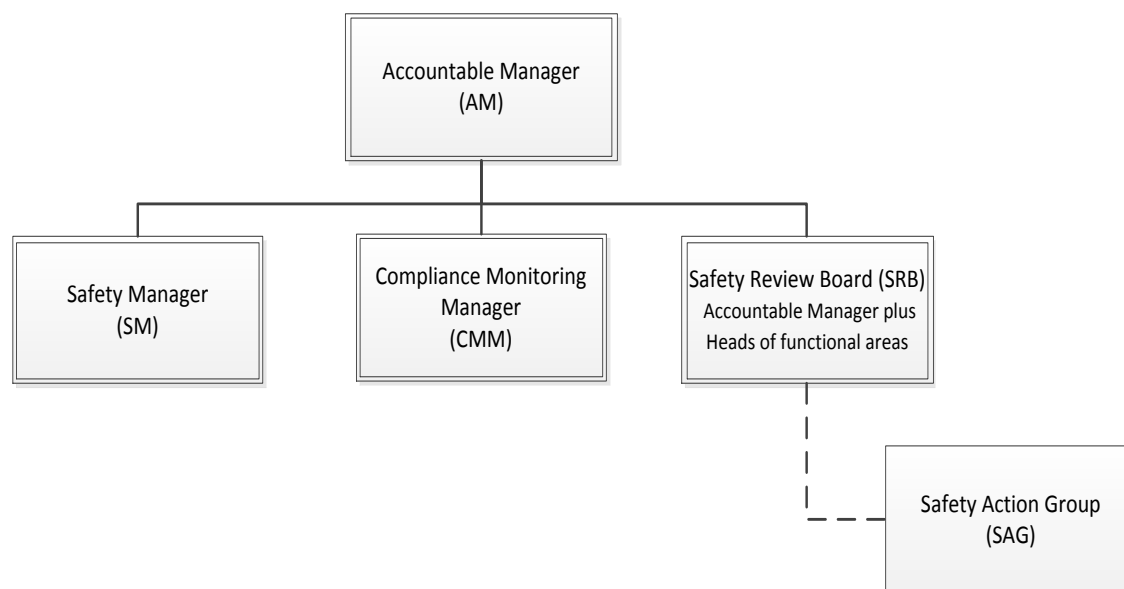 Accountable Manager
(AM)
Safety Manager
(SM)
Compliance Monitoring
Manager
(CMM)
Safety Review Board (SRB)
Accountable Manager plus
Heads of functional areas
Safety Action Group
(SAG)